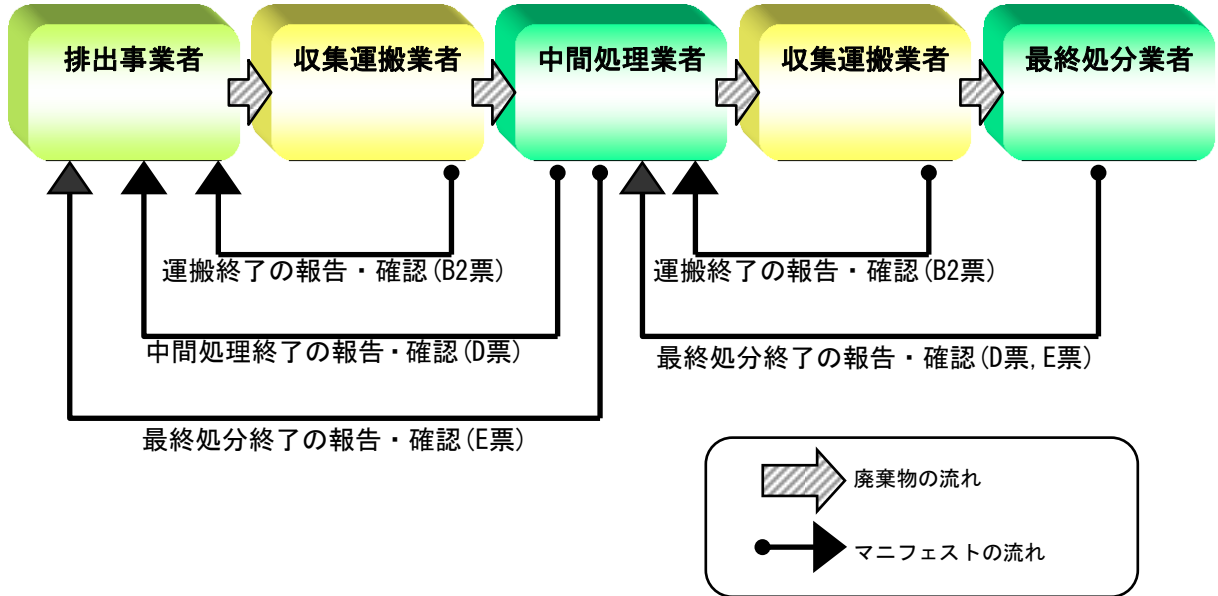 排出事業者
収集運搬業者
中間処理業者
収集運搬業者
最終処分業者
運搬終了の報告・確認(B2票)
運搬終了の報告・確認(B2票)
中間処理終了の報告・確認(D票)
最終処分終了の報告・確認(D票,E票)
最終処分終了の報告・確認(E票)
廃棄物の流れ
マニフェストの流れ